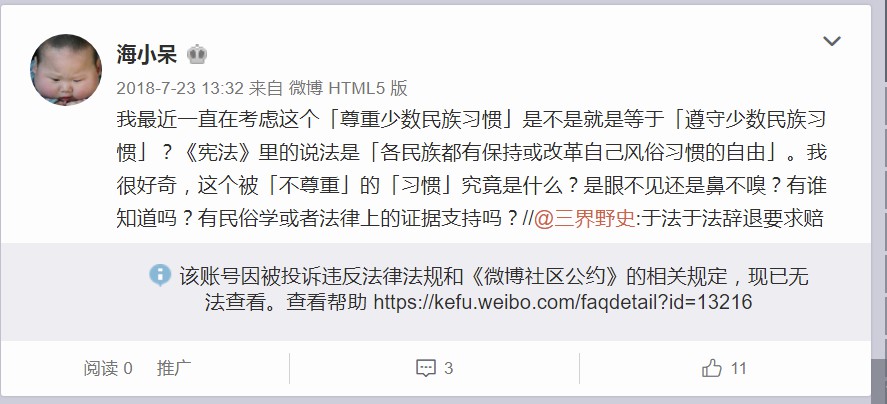 海小呆
2018-7-23 13:32 来自 微博 HTML5 版
我最近一直在考虑这个「尊重少数民族习惯」是不是就是等于「遵守少数民族习
惯」？《宪法》里的说法是「各民族都有保持或改革自己风俗习惯的自由」。我
很好奇，这个被「不尊重」的「习惯」究竟是什么？是眼不见还是鼻不嗅？有谁
知道吗？有民俗学或者法律上的证据支持吗？//@三界野史:于法于法辞退要求赔
该账号因被投诉违反法律法规和《微博社区公约》的相关规定，现已无
法查看。查看帮助 https://kefu.weibo.com/faqdetail?id=13216
阅读 0 推广 3 11